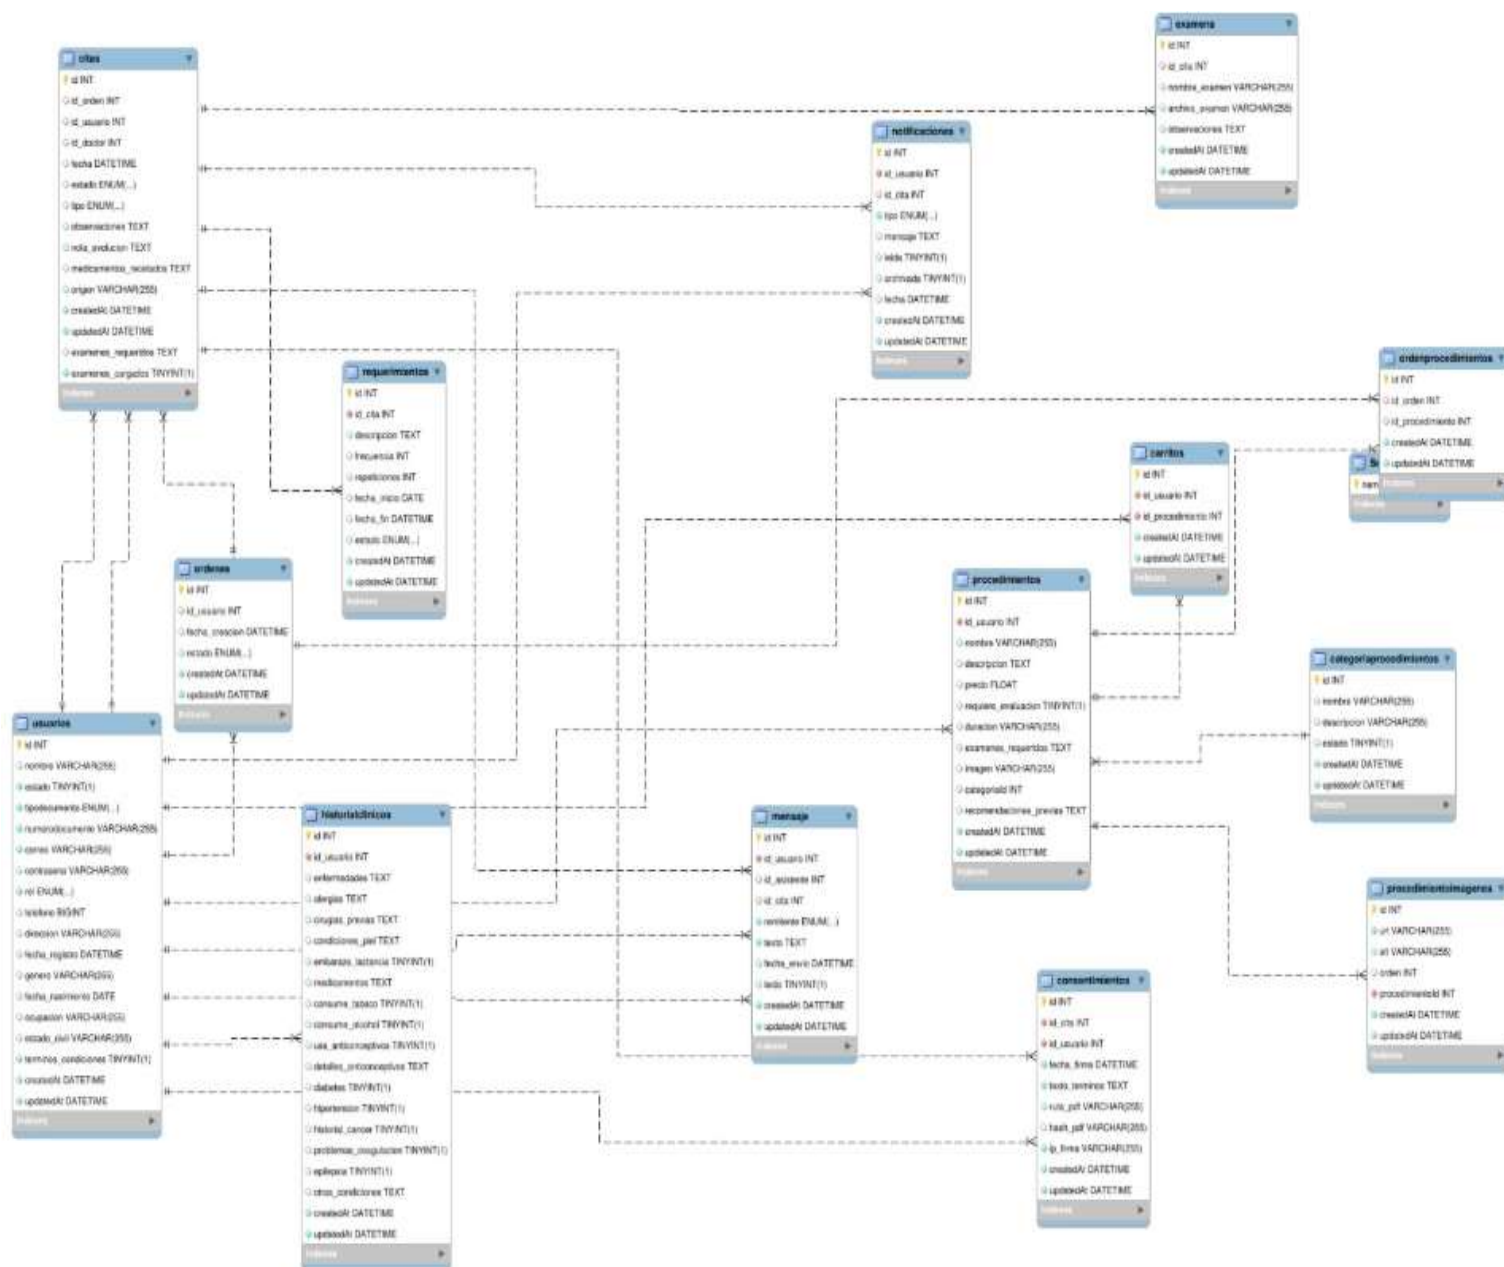 citas
id INT
id_orden INT
id_usuario INT
id_doctor INT
fecha DATETIME
estado ENUM(...)
tipo ENUM(...)
observaciones TEXT
nota_evolucion TEXT
medicamentos_recetados TEXT
origen VARCHAR(255)
createdAt DATETIME
updatedAt DATETIME
examenes_requeridos TEXT
examenes_cargados TINYINT(1)
Indexes
examens
id INT
id_cita INT
nombre_examen VARCHAR(255)
archivo_examen VARCHAR(255)
observaciones TEXT
createdAt DATETIME
updatedAt DATETIME
Indexes
notificaciones
id INT
id_usuario INT
id_cita INT
tipo ENUM(...)
mensaje TEXT
leida TINYINT(1)
archivada TINYINT(1)
fecha DATETIME
createdAt DATETIME
updatedAt DATETIME
Indexes
requerimientos
id INT
id_cita INT
descripcion TEXT
frecuencia INT
repeticiones INT
fecha_inicio DATE
fecha_fin DATETIME
estado ENUM(...)
createdAt DATETIME
updatedAt DATETIME
Indexes
ordenprocedimientos
id INT
id_orden INT
id_procedimiento INT
createdAt DATETIME
updatedAt DATETIME
Indexes
carritos
id INT
id_usuario INT
id_procedimiento INT
createdAt DATETIME
updatedAt DATETIME
Indexes
ordenes
id INT
id_usuario INT
fecha_creacion DATETIME
estado ENUM(...)
createdAt DATETIME
updatedAt DATETIME
Indexes
procedimientos
id INT
id_usuario INT
nombre VARCHAR(255)
descripcion TEXT
precio FLOAT
requiere_evaluacion TINYINT(1)
duracion VARCHAR(255)
examenes_requeridos TEXT
imagen VARCHAR(255)
categoriaId INT
recomendaciones_previas TEXT
createdAt DATETIME
updatedAt DATETIME
Indexes
categoriaprocedimientos
id INT
nombre VARCHAR(255)
descripcion VARCHAR(255)
estado TINYINT(1)
createdAt DATETIME
updatedAt DATETIME
Indexes
usuarios
id INT
nombre VARCHAR(255)
estado TINYINT(1)
tipodocumento ENUM(...)
numerodocumento VARCHAR(255)
correo VARCHAR(255)
contrasena VARCHAR(255)
rol ENUM(...)
telefono BIGINT
direccion VARCHAR(255)
fecha_registro DATETIME
genero VARCHAR(255)
fecha_nacimiento DATE
ocupacion VARCHAR(255)
estado_civil VARCHAR(255)
terminos_condiciones TINYINT(1)
createdAt DATETIME
updatedAt DATETIME
Indexes
historialclinicos
id INT
id_usuario INT
enfermedades TEXT
alergias TEXT
cirugias_previas TEXT
condiciones_piel TEXT
embarazo_lactancia TINYINT(1)
medicamentos TEXT
consume_tabaco TINYINT(1)
consume_alcohol TINYINT(1)
usa_anticonceptivos TINYINT(1)
detalles_anticonceptivos TEXT
diabetes TINYINT(1)
hipertension TINYINT(1)
historial_cancer TINYINT(1)
problemas_coagulacion TINYINT(1)
epilepsia TINYINT(1)
otras_condiciones TEXT
createdAt DATETIME
updatedAt DATETIME
Indexes
mensaje
id INT
id_usuario INT
id_asistente INT
id_cita INT
remitente ENUM(...)
texto TEXT
fecha_envio DATETIME
leido TINYINT(1)
createdAt DATETIME
updatedAt DATETIME
Indexes
procedimientoimagenes
id INT
url VARCHAR(255)
alt VARCHAR(255)
orden INT
procedimientoId INT
createdAt DATETIME
updatedAt DATETIME
Indexes
consentimientos
id INT
id_cita INT
id_usuario INT
fecha_firma DATETIME
texto_terminos TEXT
ruta_pdf VARCHAR(255)
hash_pdf VARCHAR(255)
ip_firma VARCHAR(255)
createdAt DATETIME
updatedAt DATETIME
Indexes